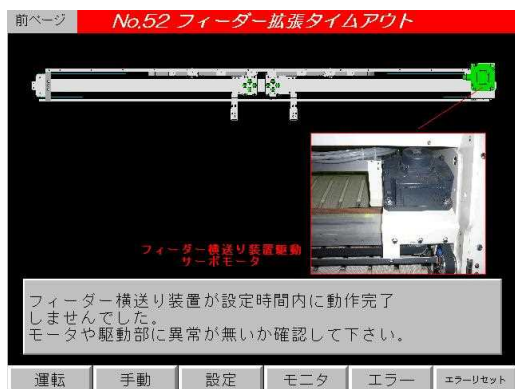 前ページ
No.52 フィーダー拡張タイムアウト
フィーダー横送り装置駆動
サーボモータ
フィーダー横送り装置が設定時間内に動作完了
しませんでした。
モータや駆動部に異常が無いか確認して下さい。
運転
手動
設定
モニタ
エラー
エラーリセット